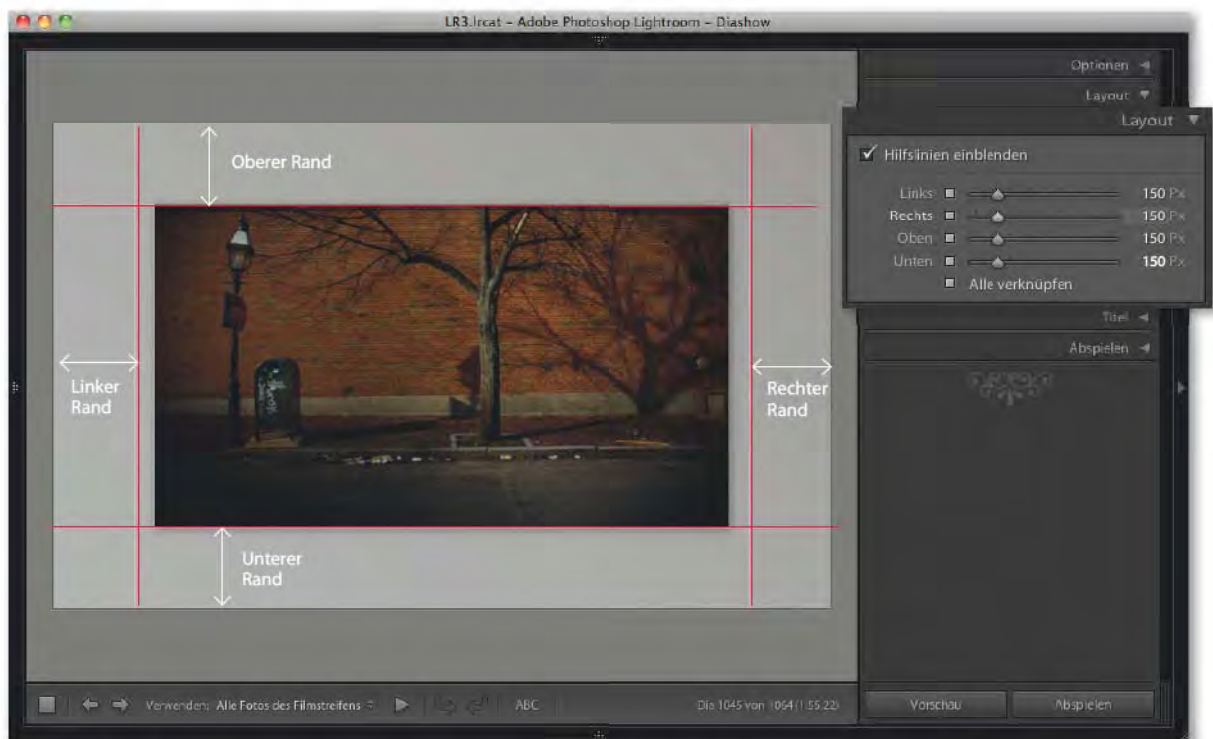 LR3.lrcat – Adobe Photoshop Lightroom – Diashow
Optionen
Layout
Layout
Hilfslinien einblenden
Links 150 Px
Rechts 150 Px
Oben 150 Px
Unten 150 Px
Alle verknüpfen
Titel
Abspielen
Oberer Rand
Linker
Rand
Rechter
Rand
Unterer
Rand
Verwenden: Alle Fotos des Filmstreifens
ABC
Dia 1045 von 1064 (1:55:22)
Vorschau
Abspielen